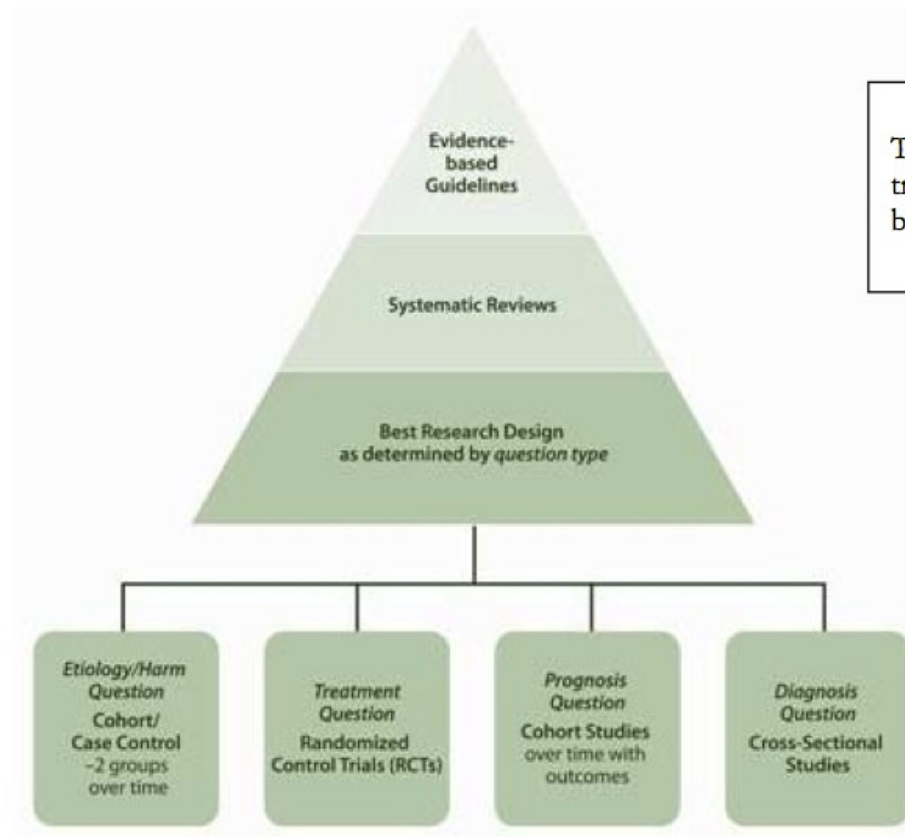 Evidence-
based
Guidelines
Systematic Reviews
Best Research Design
as determined by question type
Etiology/Harm
Question
Cohort/
Case Control
~2 groups
over time
Treatment
Question
Randomized
Control Trials (RCTs)
Prognosis
Question
Cohort Studies
over time with
outcomes
Diagnosis
Question
Cross-Sectional
Studies